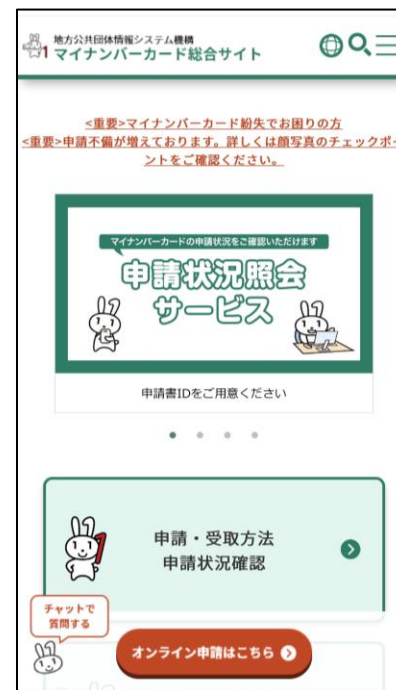 地方公共団体情報システム機構
マイナンバーカード総合サイト
<重要>マイナンバーカード紛失でお困りの方
<重要>申請不備が増えております。詳しくは顔写真のチェックポイ
ントをご確認ください。
マイナンバーカードの申請状況をご確認いただけます
申請状況照会
サービス
申請書IDをご用意ください
申請・受取方法
申請状況確認
チャットで
質問する
オンライン申請はこちら